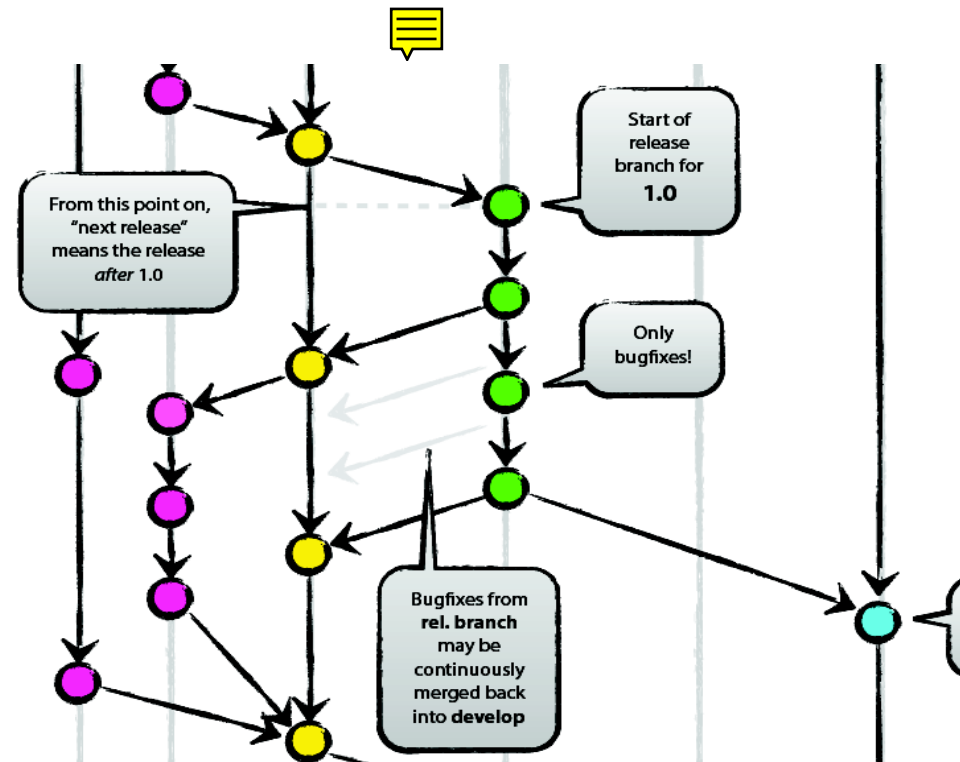 Start of
release
branch for
1.0
From this point on,
“next release”
means the release
after 1.0
Only
bugfixes!
Bugfixes from
rel. branch
may be
continuously
merged back
into develop